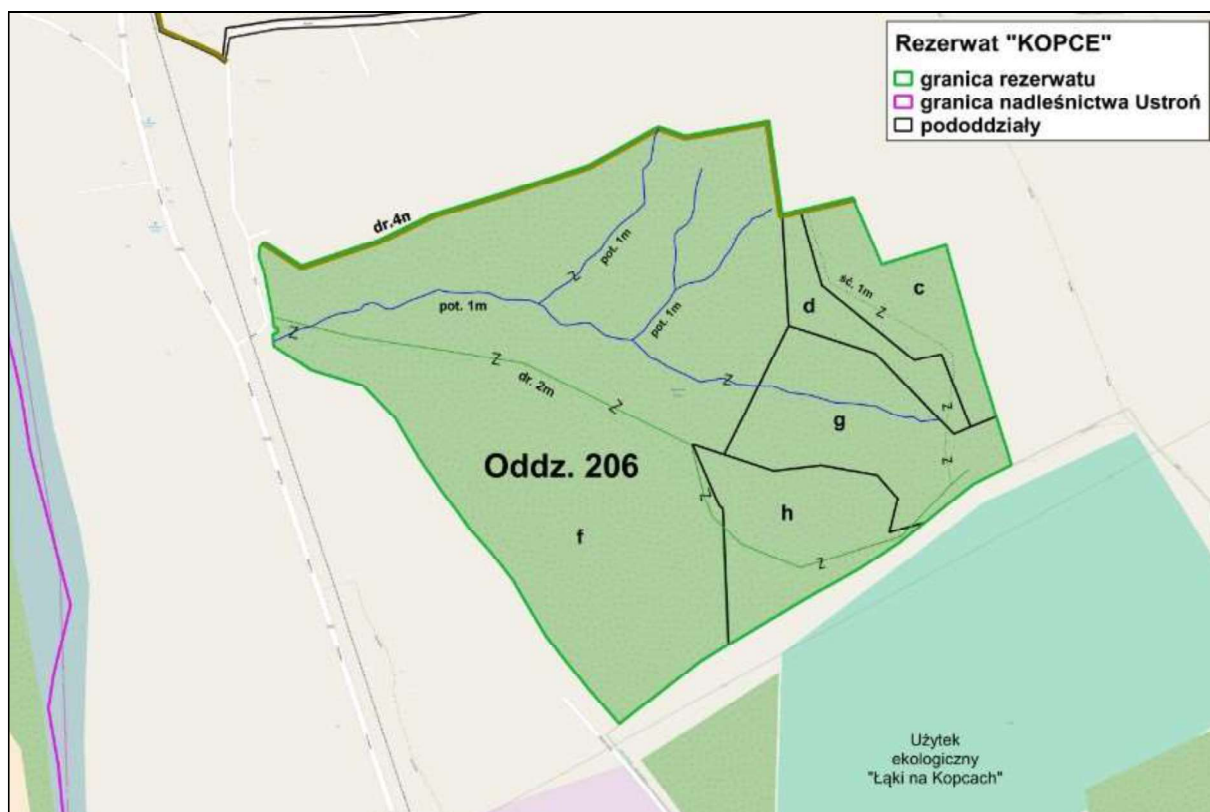 Rezerwat "KOPCE"
granica rezerwatu
granica nadleśnictwa Ustroń
pododdziały
dr.4n
pot. 1m
pot. 1m
pot. 1m
ść. 1m
c
d
dr. 2m
g
Oddz. 206
h
f
Użytek
ekologiczny
"Łąki na Kopcach"